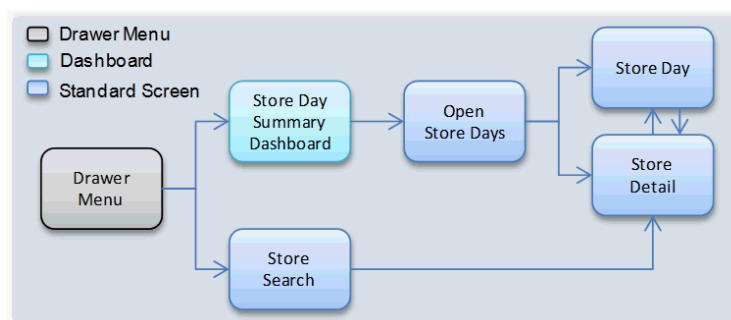 Drawer Menu
Dashboard
Standard Screen
Store Day
Summary
Dashboard
Open
Store Days
Store Day
Drawer
Menu
Store
Detail
Store
Search